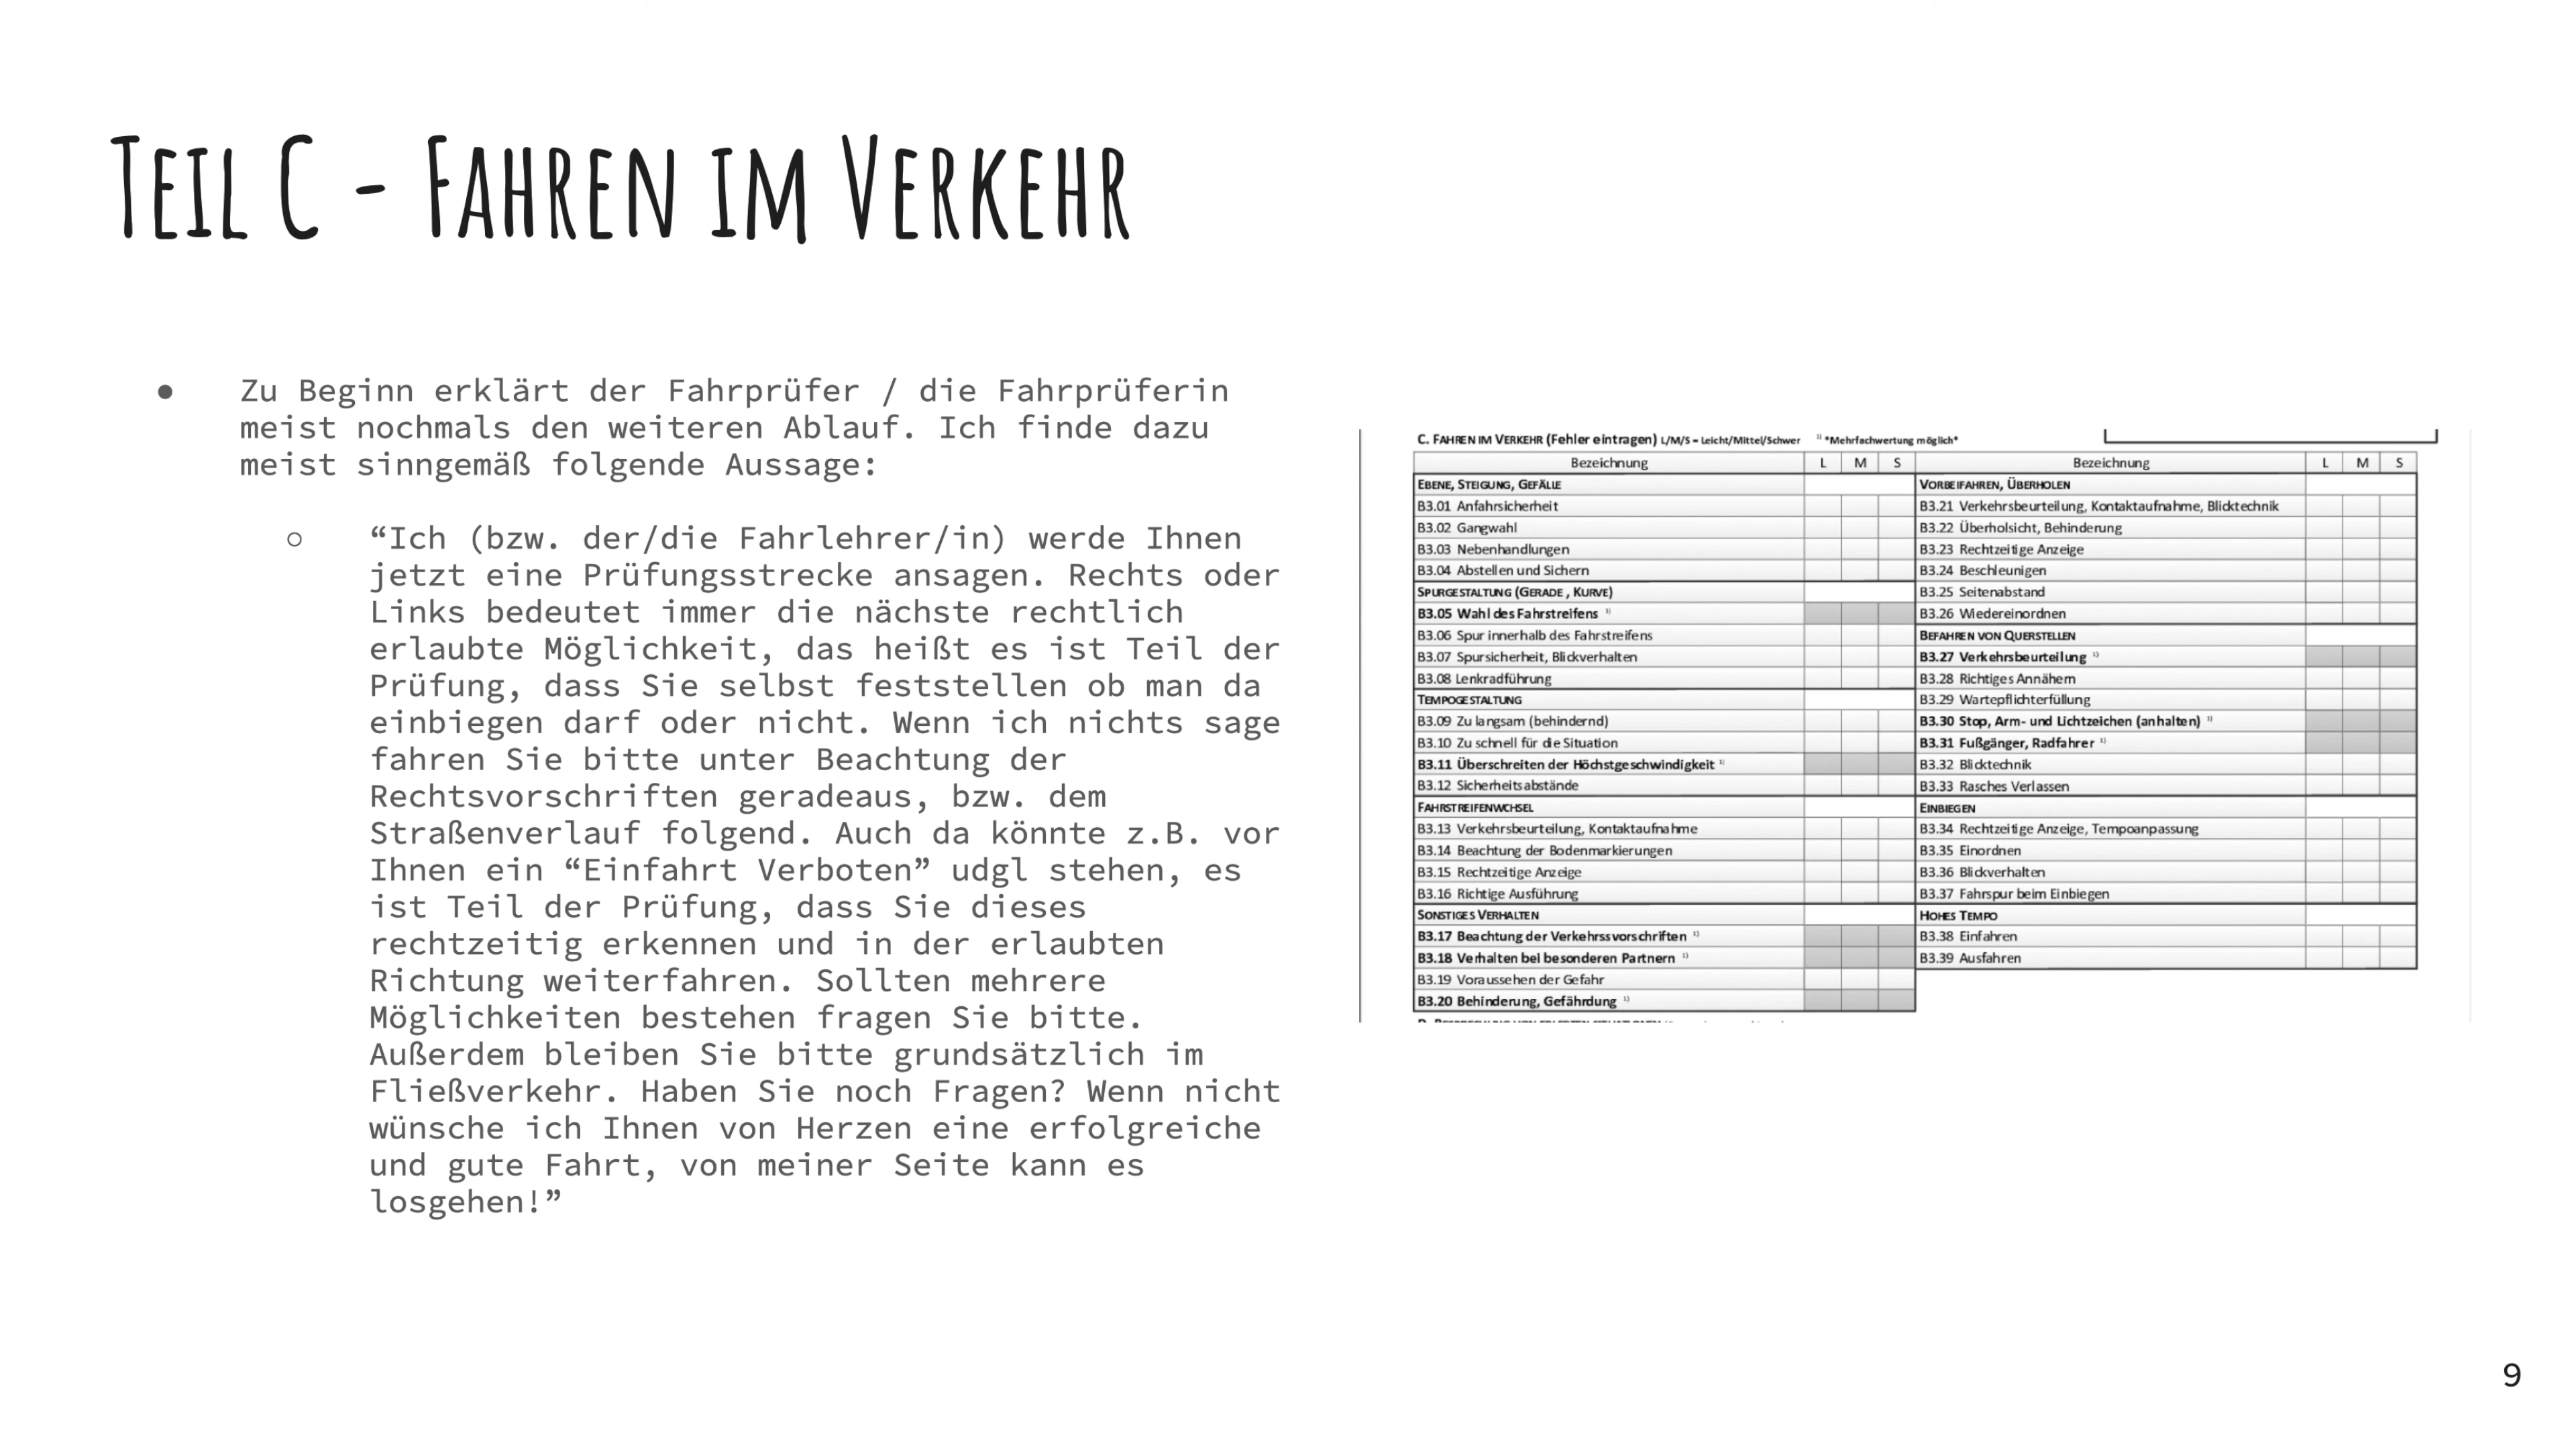 Teil C - Fahren im Verkehr
● Zu Beginn erklärt der Fahrprüfer / die Fahrprüferin
meist nochmals den weiteren Ablauf. Ich finde dazu
meist sinngemäß folgende Aussage:
○ “Ich (bzw. der/die Fahrlehrer/in) werde Ihnen
jetzt eine Prüfungsstrecke ansagen. Rechts oder
Links bedeutet immer die nächste rechtlich
erlaubte Möglichkeit, das heißt es ist Teil der
Prüfung, dass Sie selbst feststellen ob man da
einbiegen darf oder nicht. Wenn ich nichts sage
fahren Sie bitte unter Beachtung der
Rechtsvorschriften geradeaus, bzw. dem
Straßenverlauf folgend. Auch da könnte z.B. vor
Ihnen ein “Einfahrt Verboten” udgl stehen, es
ist Teil der Prüfung, dass Sie dieses
rechtzeitig erkennen und in der erlaubten
Richtung weiterfahren. Sollten mehrere
Möglichkeiten bestehen fragen Sie bitte.
Außerdem bleiben Sie bitte grundsätzlich im
Fließverkehr. Haben Sie noch Fragen? Wenn nicht
wünsche ich Ihnen von Herzen eine erfolgreiche
und gute Fahrt, von meiner Seite kann es
losgehen!”
C. Fahren im Verkehr (Fehler eintragen) L/M/S = Leicht/Mittel/Schwer ¹⁾ *Mehrfachwertung möglich*
Bezeichnung L M S
Ebene, Steigung, Gefälle
B3.01 Anfahrsicherheit
B3.02 Gangwahl
B3.03 Nebenhandlungen
B3.04 Abstellen und Sichern
Spurgestaltung (Gerade, Kurve)
B3.05 Wahl des Fahrstreifens ¹⁾
B3.06 Spur innerhalb des Fahrstreifens
B3.07 Spursicherheit, Blickverhalten
B3.08 Lenkradführung
Tempogestaltung
B3.09 Zu langsam (behindernd)
B3.10 Zu schnell für die Situation
B3.11 Überschreiten der Höchstgeschwindigkeit ¹⁾
B3.12 Sicherheitsabstände
Fahrstreifenwchsel
B3.13 Verkehrsbeurteilung, Kontaktaufnahme
B3.14 Beachtung der Bodenmarkierungen
B3.15 Rechtzeitige Anzeige
B3.16 Richtige Ausführung
Sonstiges Verhalten
B3.17 Beachtung der Verkehrssvorschriften ¹⁾
B3.18 Verhalten bei besonderen Partnern ¹⁾
B3.19 Voraussehen der Gefahr
B3.20 Behinderung, Gefährdung ¹⁾
Bezeichnung L M S
Vorbeifahren, Überholen
B3.21 Verkehrsbeurteilung, Kontaktaufnahme, Blicktechnik
B3.22 Überholsicht, Behinderung
B3.23 Rechtzeitige Anzeige
B3.24 Beschleunigen
B3.25 Seitenabstand
B3.26 Wiedereinordnen
Befahren von Querstellen
B3.27 Verkehrsbeurteilung ¹⁾
B3.28 Richtiges Annähern
B3.29 Wartepflichterfüllung
B3.30 Stop, Arm- und Lichtzeichen (anhalten) ¹⁾
B3.31 Fußgänger, Radfahrer ¹⁾
B3.32 Blicktechnik
B3.33 Rasches Verlassen
Einbiegen
B3.34 Rechtzeitige Anzeige, Tempoanpassung
B3.35 Einordnen
B3.36 Blickverhalten
B3.37 Fahrspur beim Einbiegen
Hohes Tempo
B3.38 Einfahren
B3.39 Ausfahren
9